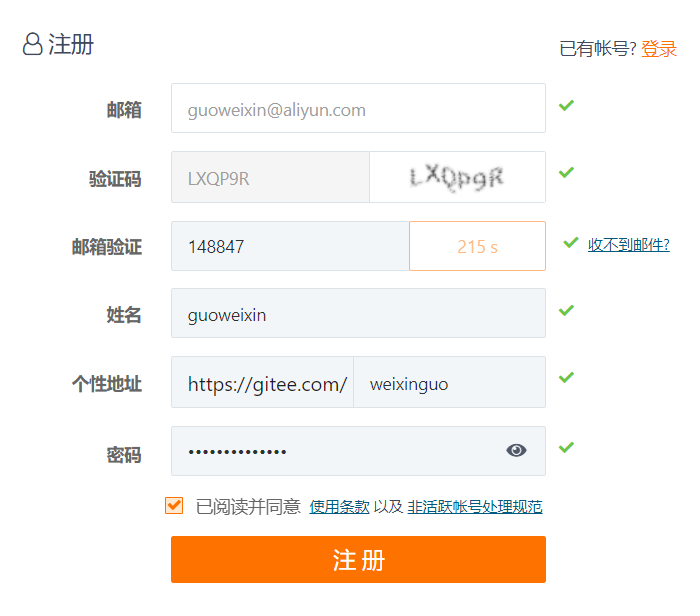 注册
已有帐号? 登录
邮箱 guoweixin@aliyun.com
验证码 LXQP9R LXQp9R
邮箱验证 148847 215 s 收不到邮件?
姓名 guoweixin
个性地址 https://gitee.com/ weixinguo
密码 ••••••••••••••
已阅读并同意 使用条款 以及 非活跃帐号处理规范
注 册